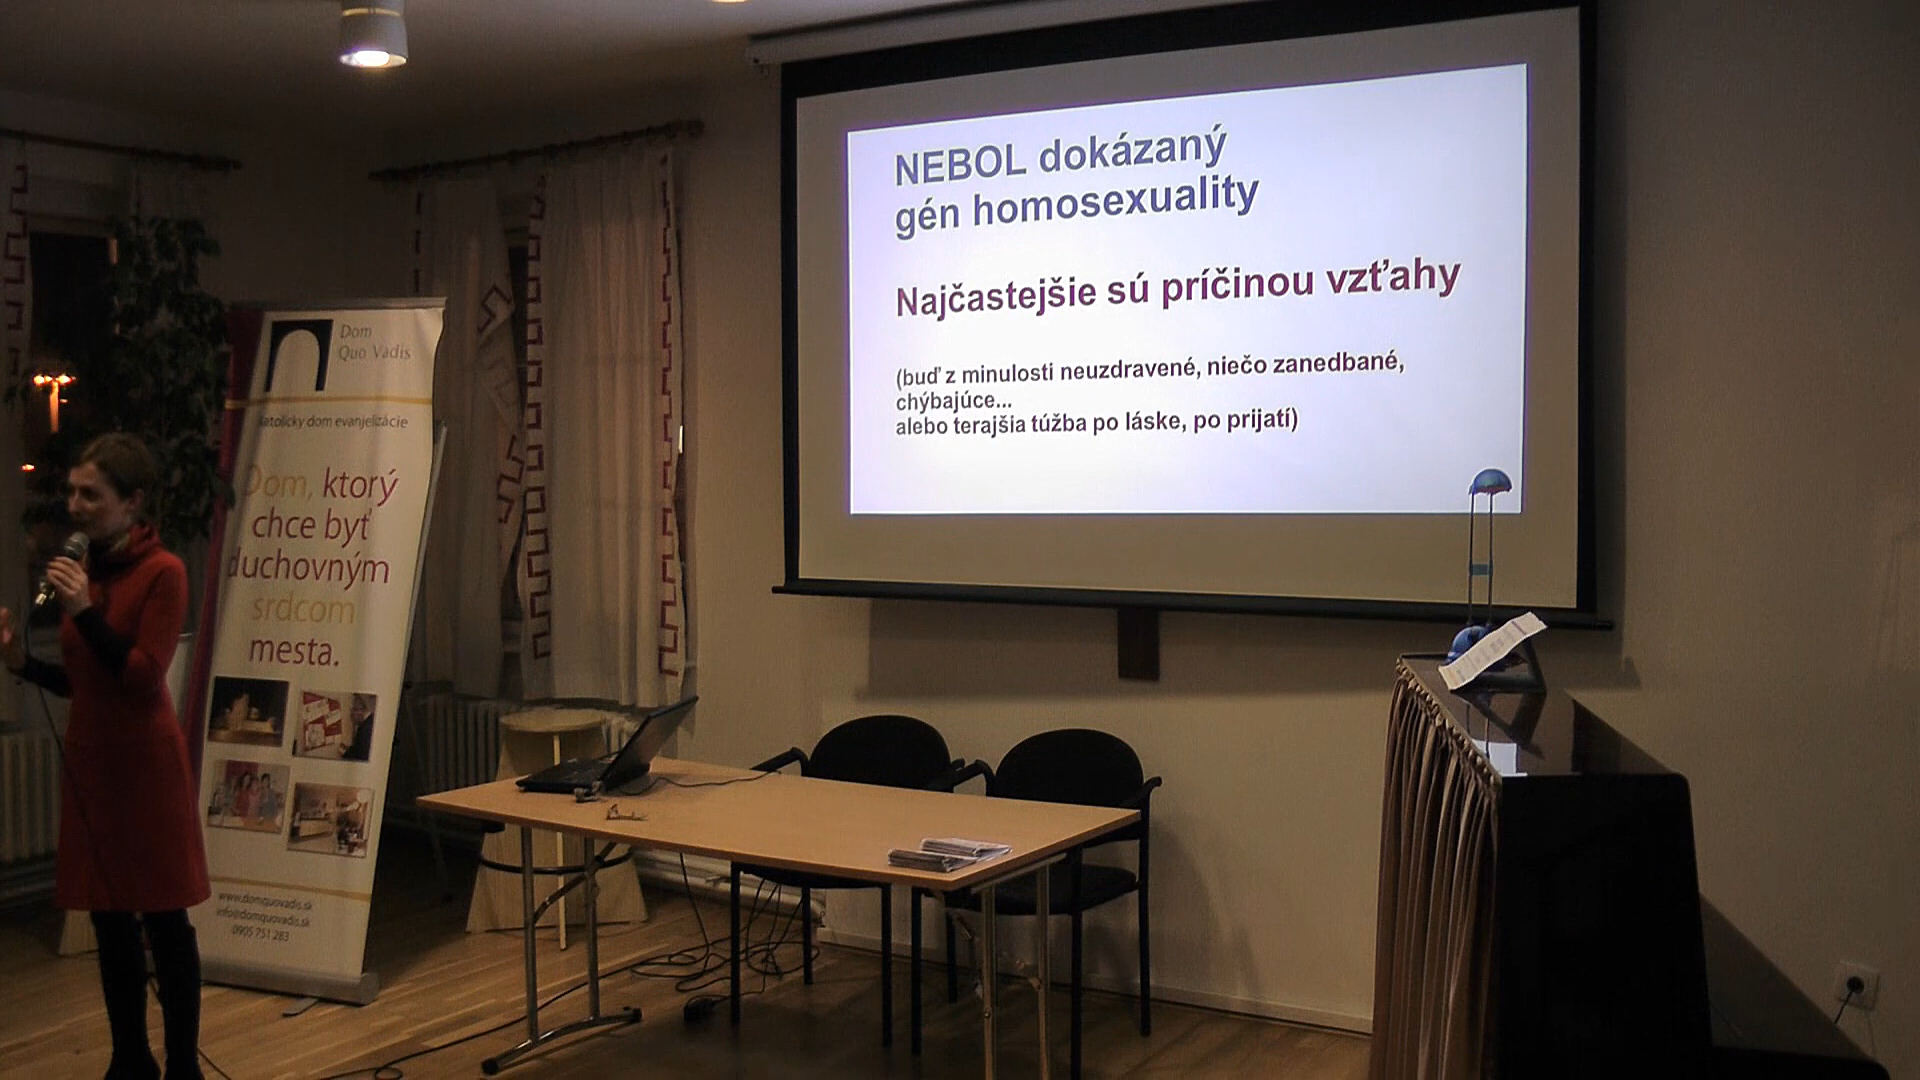 NEBOL dokázaný
gén homosexuality
Najčastejšie sú príčinou vzťahy
(buď z minulosti neuzdravené, niečo zanedbané,
chýbajúce...
alebo terajšia túžba po láske, po prijatí)
Dom
Quo Vadis
katolícky dom evanjelizácie
Dom, ktorý
chce byť
duchovným
srdcom
mesta.
www.domquovadis.sk
info@domquovadis.sk
0905 751 283